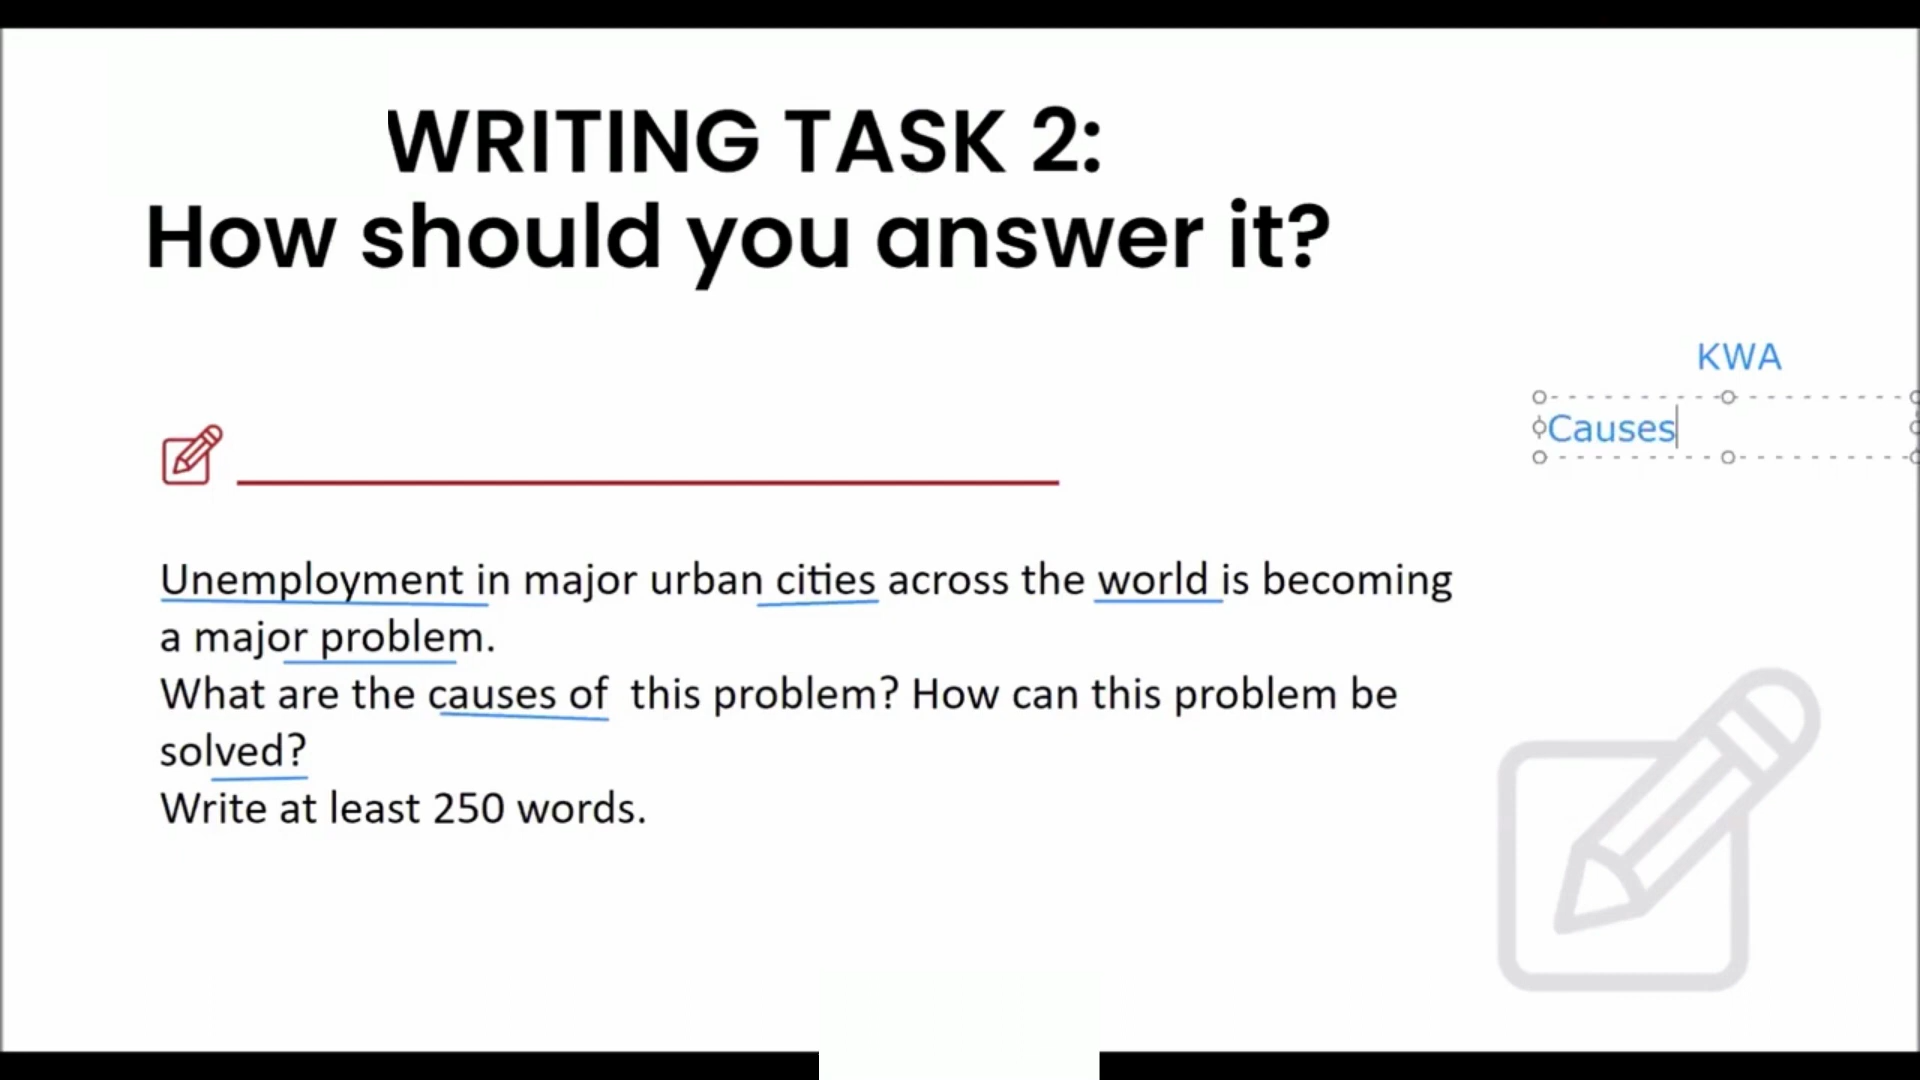 WRITING TASK 2:
How should you answer it?
KWA
Causes
Unemployment in major urban cities across the world is becoming
a major problem.
What are the causes of this problem? How can this problem be
solved?
Write at least 250 words.